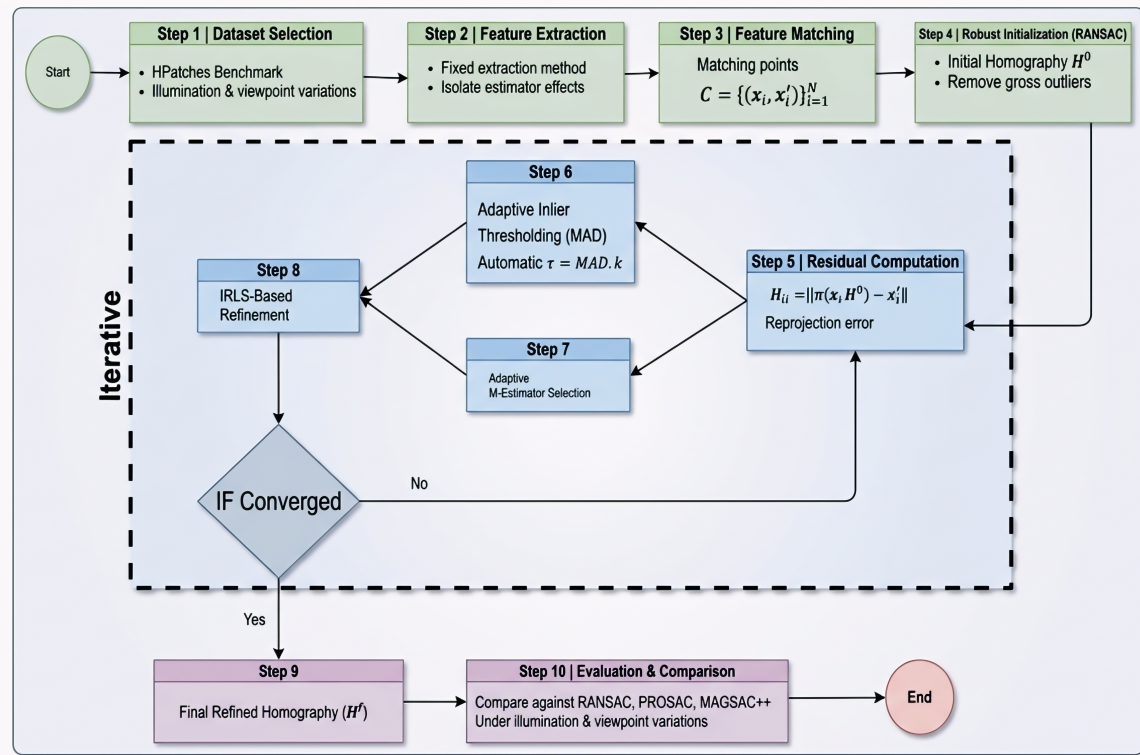 Start
Step 1 | Dataset Selection
• HPatches Benchmark
• Illumination & viewpoint variations
Step 2 | Feature Extraction
• Fixed extraction method
• Isolate estimator effects
Step 3 | Feature Matching
Matching points
C = {(x_i, x'_i)}_{i=1}^N
Step 4 | Robust Initialization (RANSAC)
• Initial Homography H^0
• Remove gross outliers
Iterative
Step 5 | Residual Computation
H_{ii} = ||π(x_i H^0) − x'_i||
Reprojection error
Step 6
Adaptive Inlier
Thresholding (MAD)
Automatic τ = MAD.k
Step 7
Adaptive
M-Estimator Selection
Step 8
IRLS-Based
Refinement
IF Converged
No
Yes
Step 9
Final Refined Homography (H^f)
Step 10 | Evaluation & Comparison
Compare against RANSAC, PROSAC, MAGSAC++
Under illumination & viewpoint variations
End